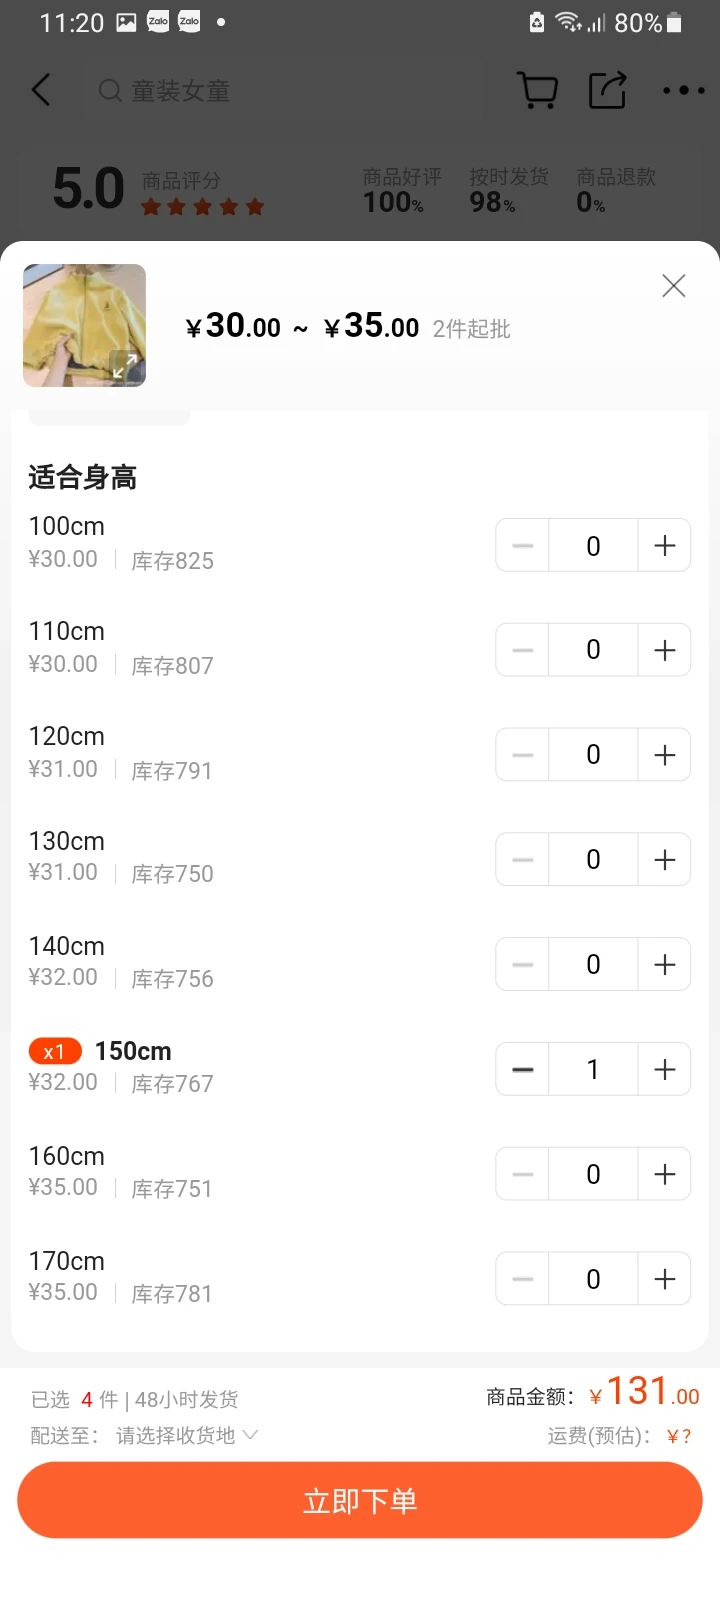 11:20 Zalo Zalo 80%
童装女童
5.0 商品评分 商品好评 100% 按时发货 98% 商品退款 0%
¥30.00 ~ ¥35.00 2件起批
适合身高
100cm
¥30.00 库存825 0
110cm
¥30.00 库存807 0
120cm
¥31.00 库存791 0
130cm
¥31.00 库存750 0
140cm
¥32.00 库存756 0
x1 150cm
¥32.00 库存767 1
160cm
¥35.00 库存751 0
170cm
¥35.00 库存781 0
已选 4 件 | 48小时发货 商品金额: ¥131.00
配送至: 请选择收货地 运费(预估): ¥?
立即下单